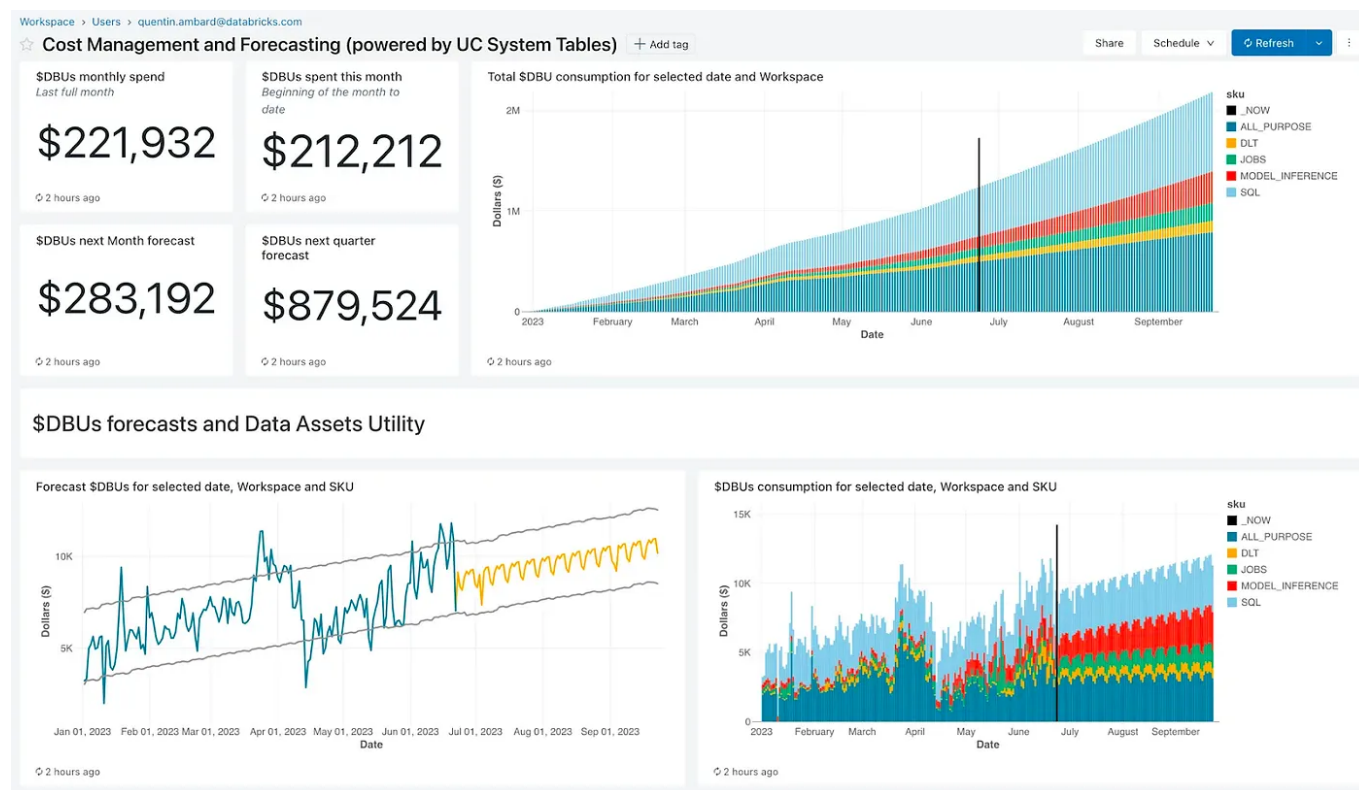 Workspace › Users › quentin.ambard@databricks.com
Cost Management and Forecasting (powered by UC System Tables)
Add tag
Share
Schedule
Refresh
$DBUs monthly spend
Last full month
$221,932
2 hours ago
$DBUs spent this month
Beginning of the month to
date
$212,212
2 hours ago
$DBUs next Month forecast
$283,192
2 hours ago
$DBUs next quarter
forecast
$879,524
2 hours ago
Total $DBU consumption for selected date and Workspace
Dollars ($)
2M
1M
0
2023 February March April May June July August September
Date
sku
_NOW
ALL_PURPOSE
DLT
JOBS
MODEL_INFERENCE
SQL
2 hours ago
$DBUs forecasts and Data Assets Utility
Forecast $DBUs for selected date, Workspace and SKU
Dollars ($)
10K
5K
Jan 01, 2023 Feb 01, 2023 Mar 01, 2023 Apr 01, 2023 May 01, 2023 Jun 01, 2023 Jul 01, 2023 Aug 01, 2023 Sep 01, 2023
Date
2 hours ago
$DBUs consumption for selected date, Workspace and SKU
Dollars ($)
15K
10K
5K
0
2023 February March April May June July August September
Date
sku
_NOW
ALL_PURPOSE
DLT
JOBS
MODEL_INFERENCE
SQL
2 hours ago